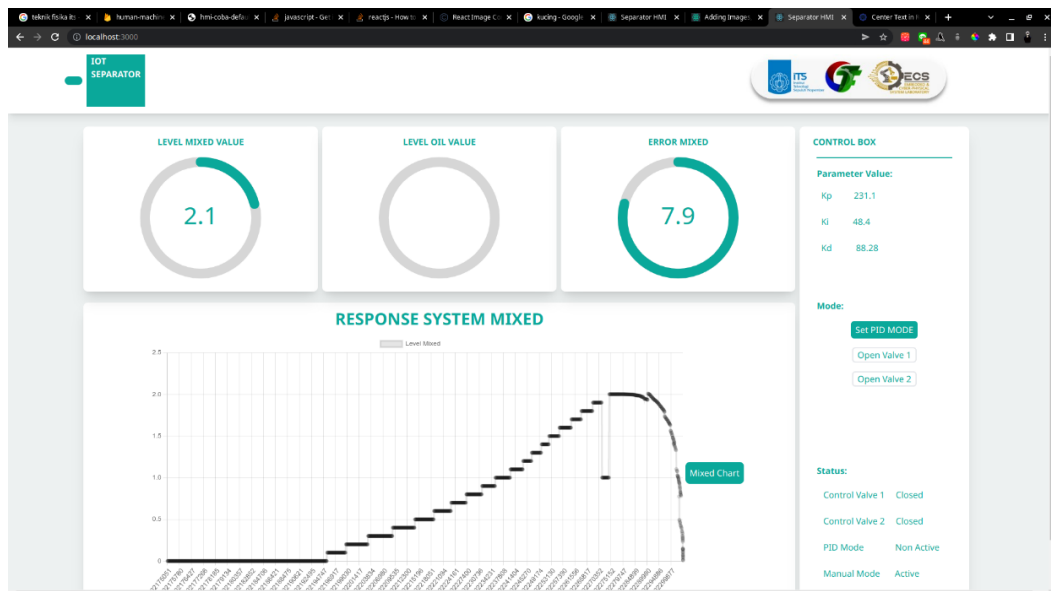 teknik fisika its
human-machine
hmi-coba-defau
javascript - Get
reactjs - How to
React Image Co
kucing - Google
Separator HMI
Adding Images,
Separator HMI
Center Text in R
localhost:3000
IOT
SEPARATOR
ITS
ECS
LEVEL MIXED VALUE
2.1
LEVEL OIL VALUE
ERROR MIXED
7.9
RESPONSE SYSTEM MIXED
Level Mixed
2.5
2.0
1.5
1.0
0.5
0
Mixed Chart
CONTROL BOX
Parameter Value:
Kp 231.1
Ki 48.4
Kd 88.28
Mode:
Set PID MODE
Open Valve 1
Open Valve 2
Status:
Control Valve 1 Closed
Control Valve 2 Closed
PID Mode Non Active
Manual Mode Active